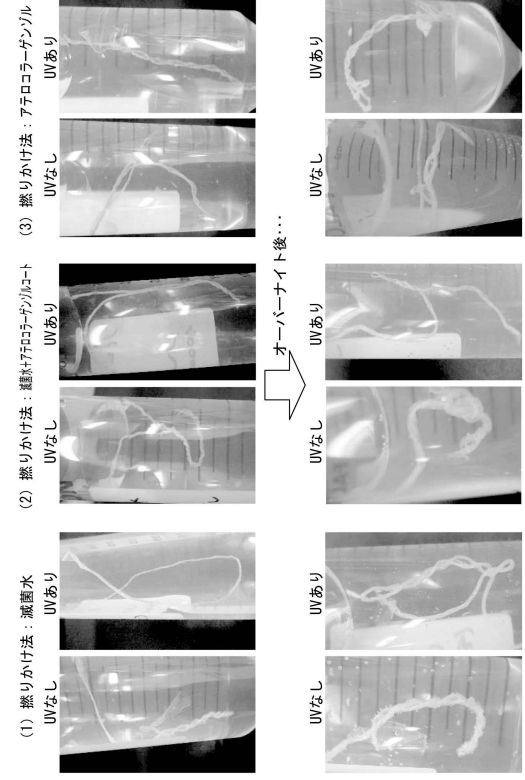 (1) 撚りかけ法:滅菌水
UVなし
UVあり
(2) 撚りかけ法:滅菌水+アテロコラーゲンゾルコート
UVなし
UVあり
(3) 撚りかけ法:アテロコラーゲンゾル
UVなし
UVあり
オーバーナイト後・・・
UVなし
UVあり
UVなし
UVあり
UVなし
UVあり